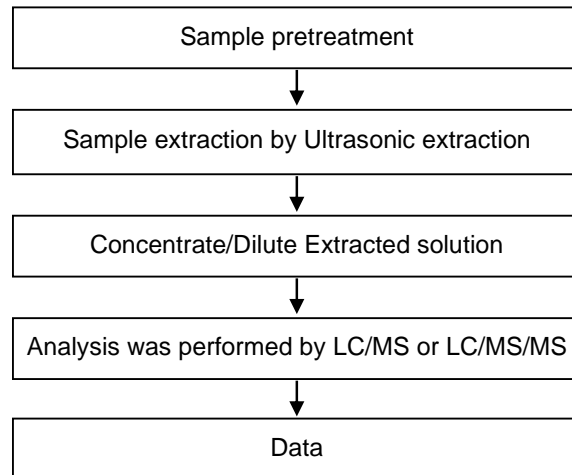 Sample pretreatment
Sample extraction by Ultrasonic extraction
Concentrate/Dilute Extracted solution
Analysis was performed by LC/MS or LC/MS/MS
Data